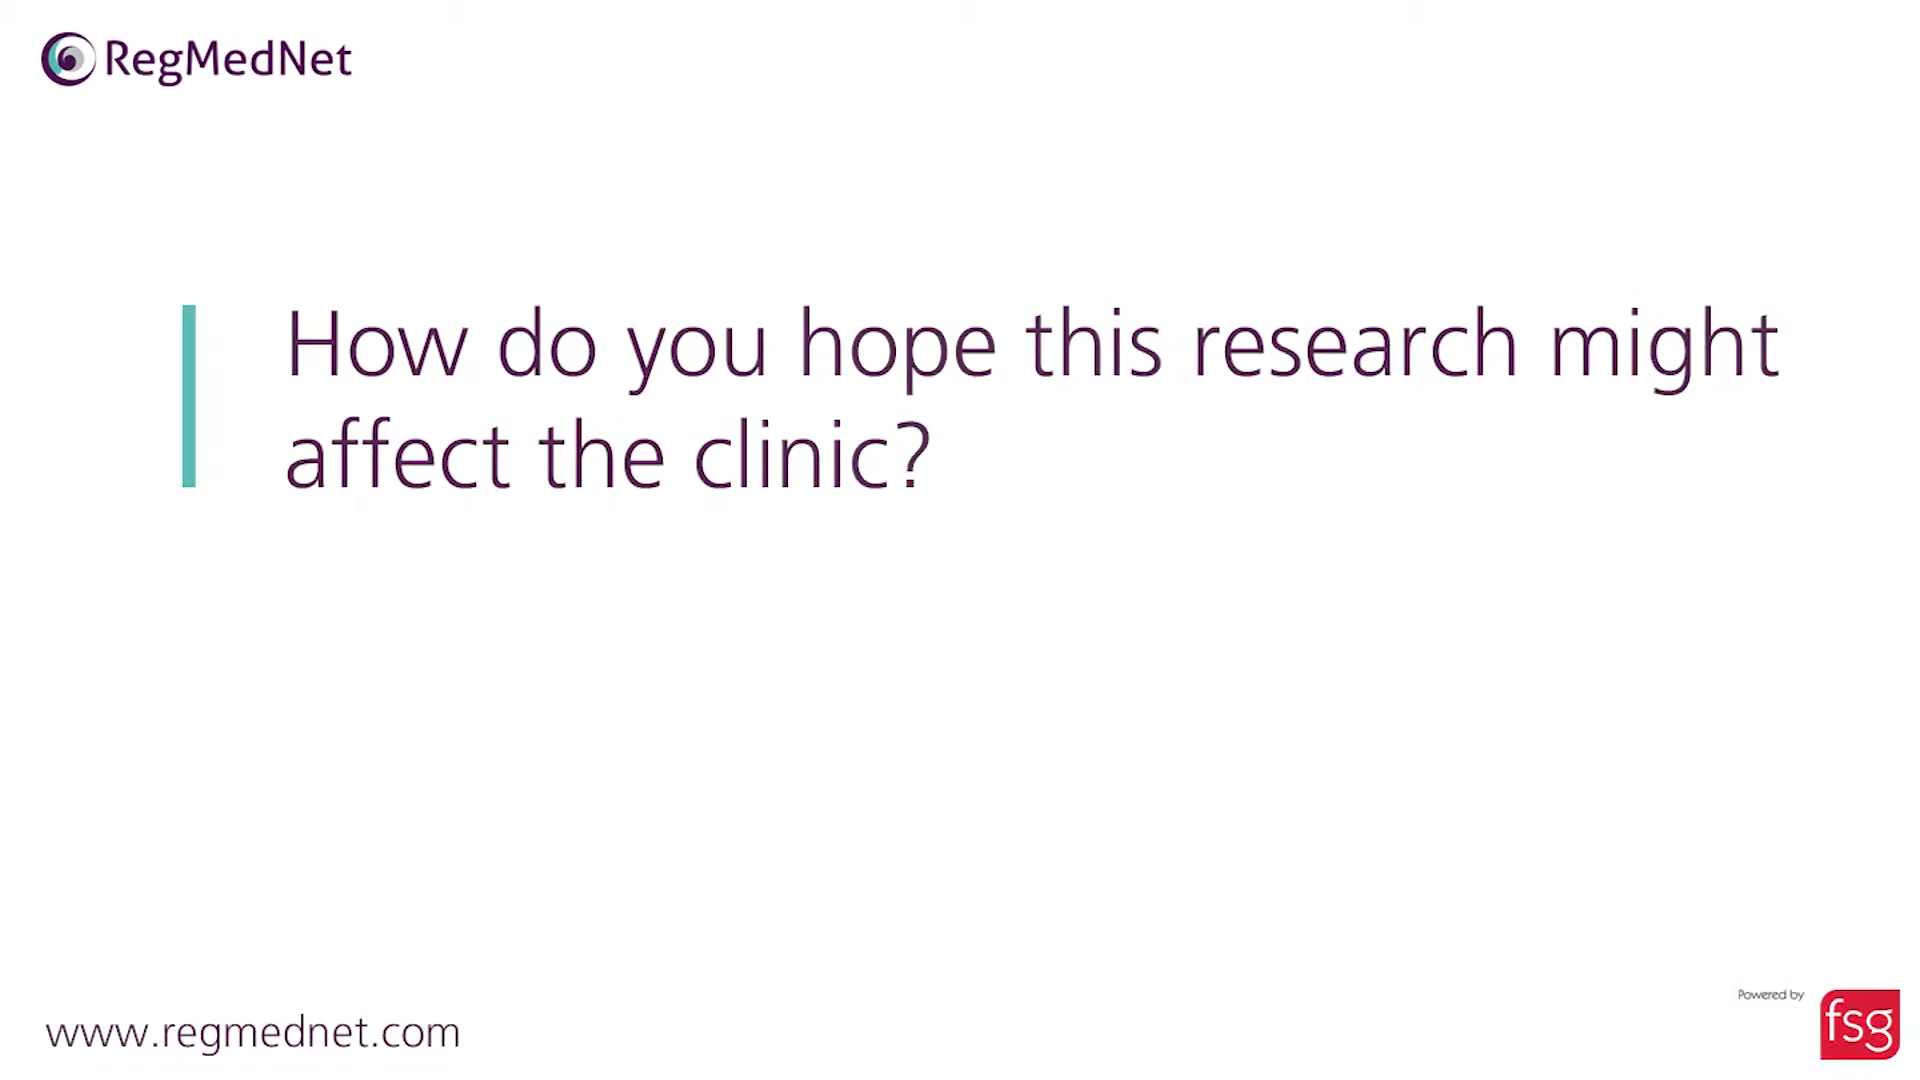 RegMedNet
How do you hope this research might
affect the clinic?
Powered by
fsg
www.regmednet.com